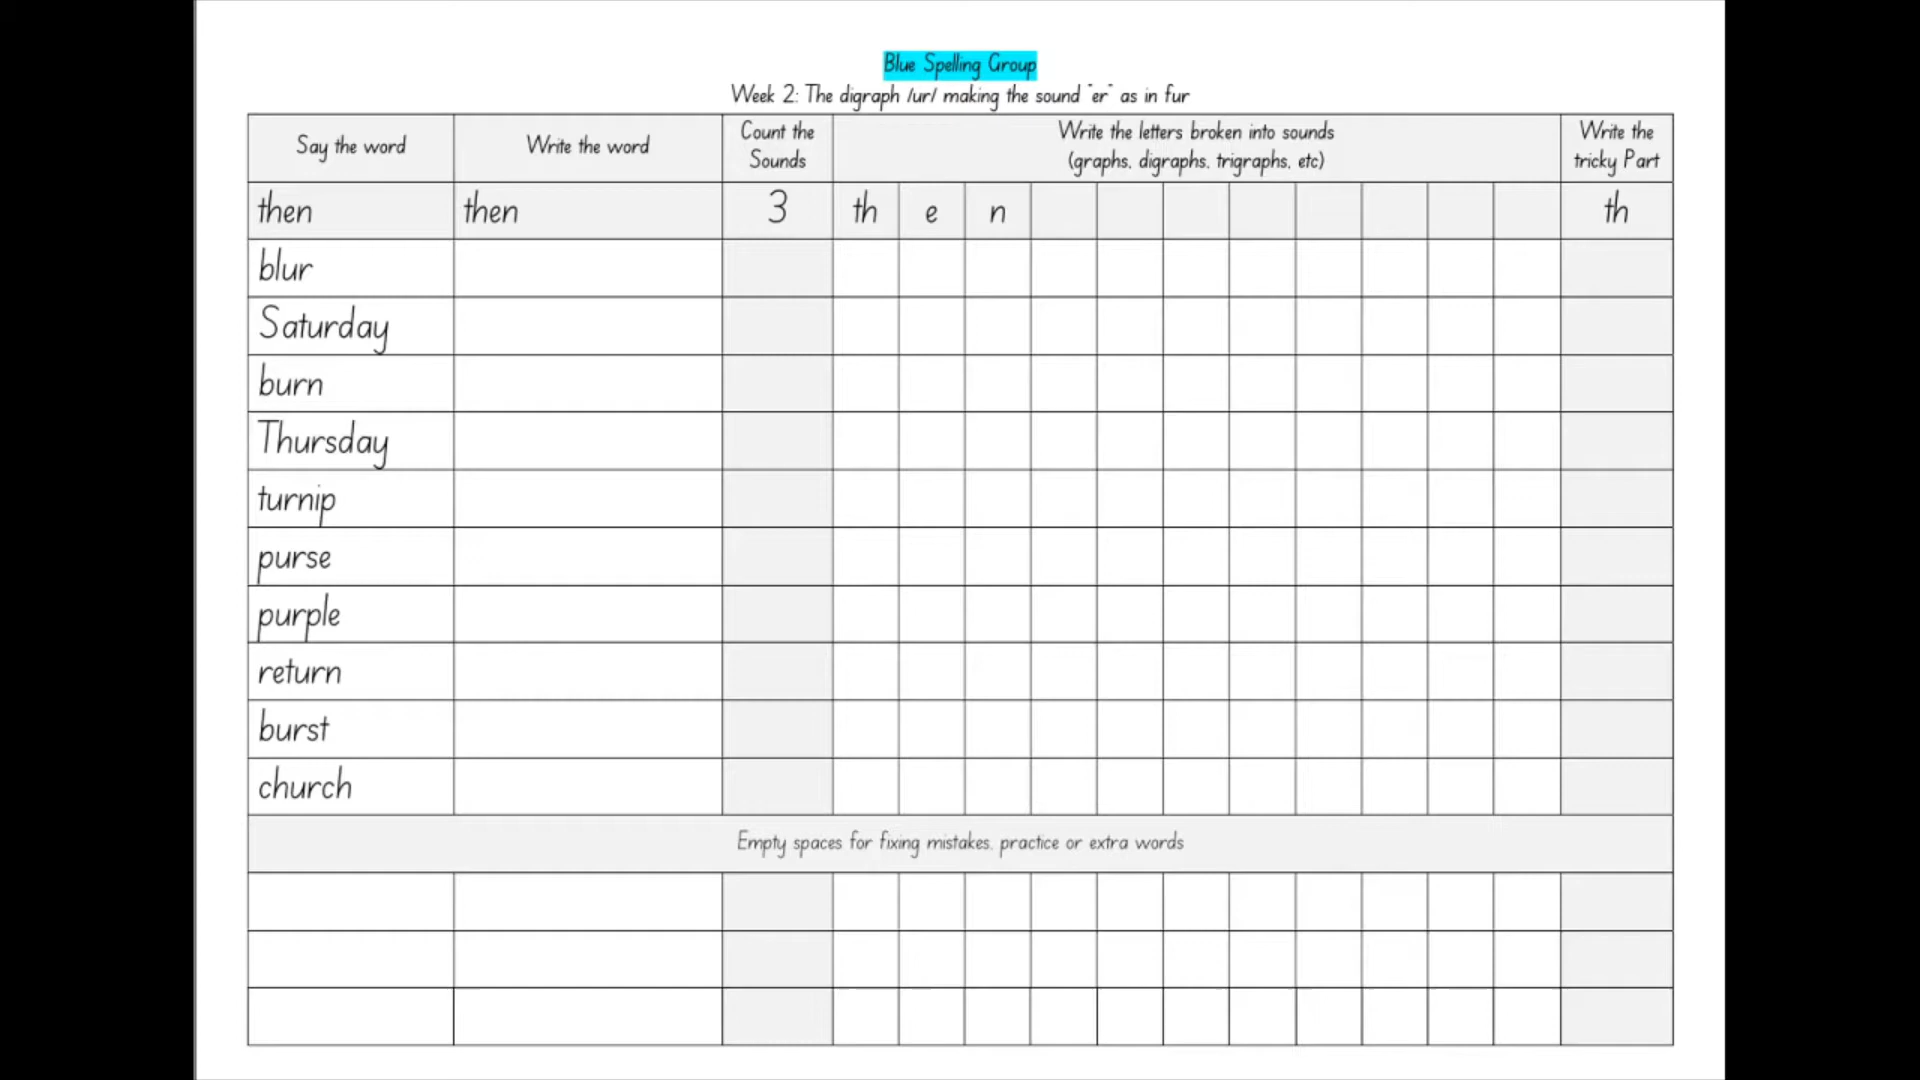 Blue Spelling Group
Week 2: The digraph /ur/ making the sound "er" as in fur
Say the word
Write the word
Count the
Sounds
Write the letters broken into sounds
(graphs, digraphs, trigraphs, etc)
Write the
tricky Part
then then 3 th e n th
blur
Saturday
burn
Thursday
turnip
purse
purple
return
burst
church
Empty spaces for fixing mistakes, practice or extra words